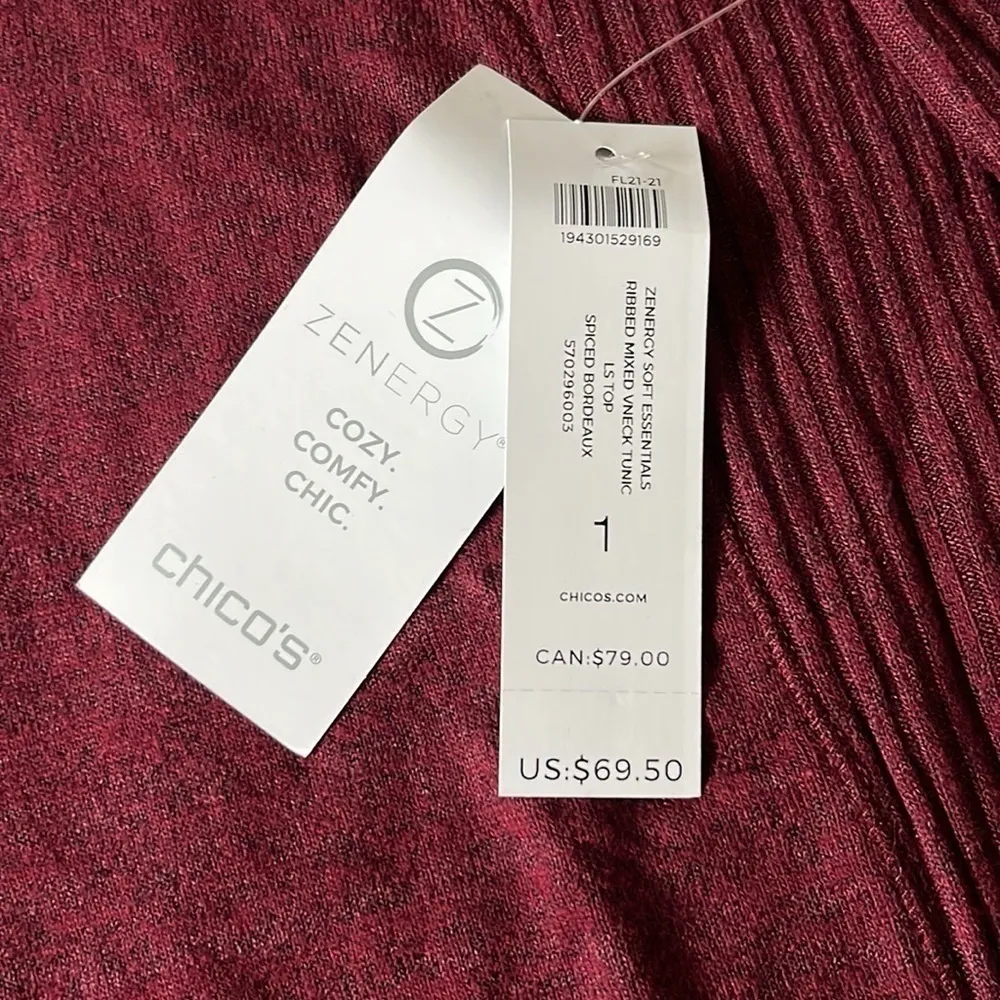 Z
ZENERGY®
COZY.
COMFY.
CHIC.
chico's®
FL21-21
194301529169
ZENERGY SOFT ESSENTIALS
RIBBED MIXED VNECK TUNIC
LS TOP
SPICED BORDEAUX
570296003
1
CHICOS.COM
CAN:$79.00
US:$69.50